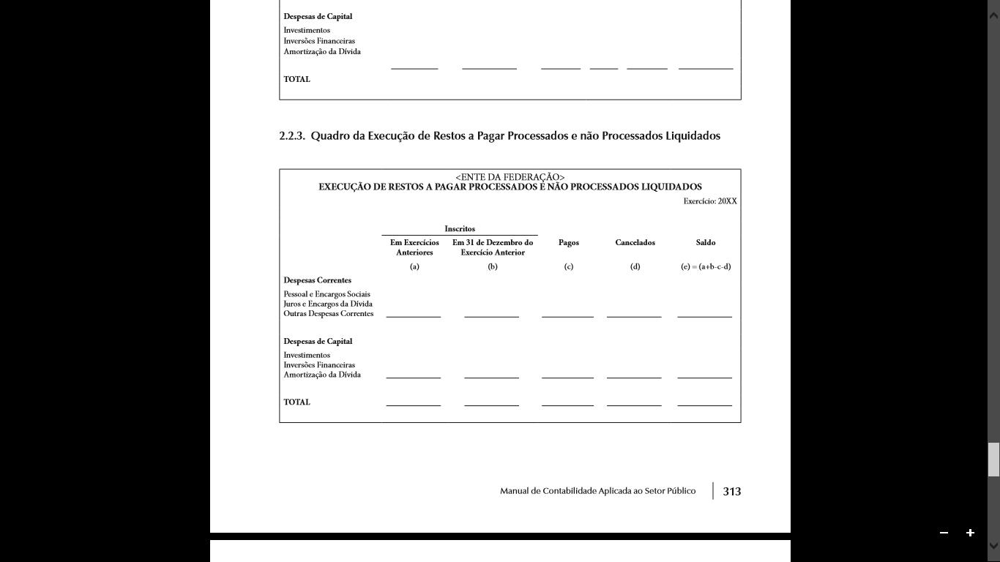 Despesas de Capital
Investimentos
Inversões Financeiras
Amortização da Dívida
TOTAL
2.2.3. Quadro da Execução de Restos a Pagar Processados e não Processados Liquidados
<ENTE DA FEDERAÇÃO>
EXECUÇÃO DE RESTOS A PAGAR PROCESSADOS E NÃO PROCESSADOS LIQUIDADOS
Exercício: 20XX
Inscritos
Em Exercícios Em 31 de Dezembro do Pagos Cancelados Saldo
Anteriores Exercício Anterior
(a) (b) (c) (d) (e) = (a+b-c-d)
Despesas Correntes
Pessoal e Encargos Sociais
Juros e Encargos da Dívida
Outras Despesas Correntes
Despesas de Capital
Investimentos
Inversões Financeiras
Amortização da Dívida
TOTAL
Manual de Contabilidade Aplicada ao Setor Público 313